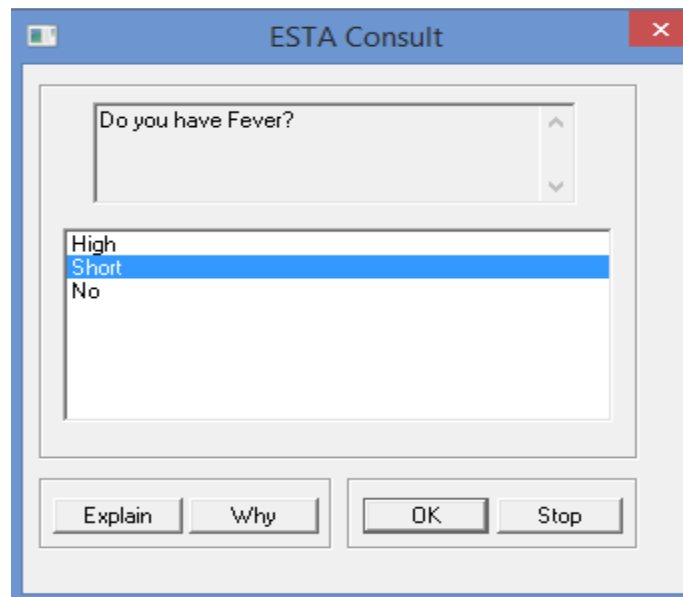 ESTA Consult
Do you have Fever?
High
Short
No
Explain Why OK Stop